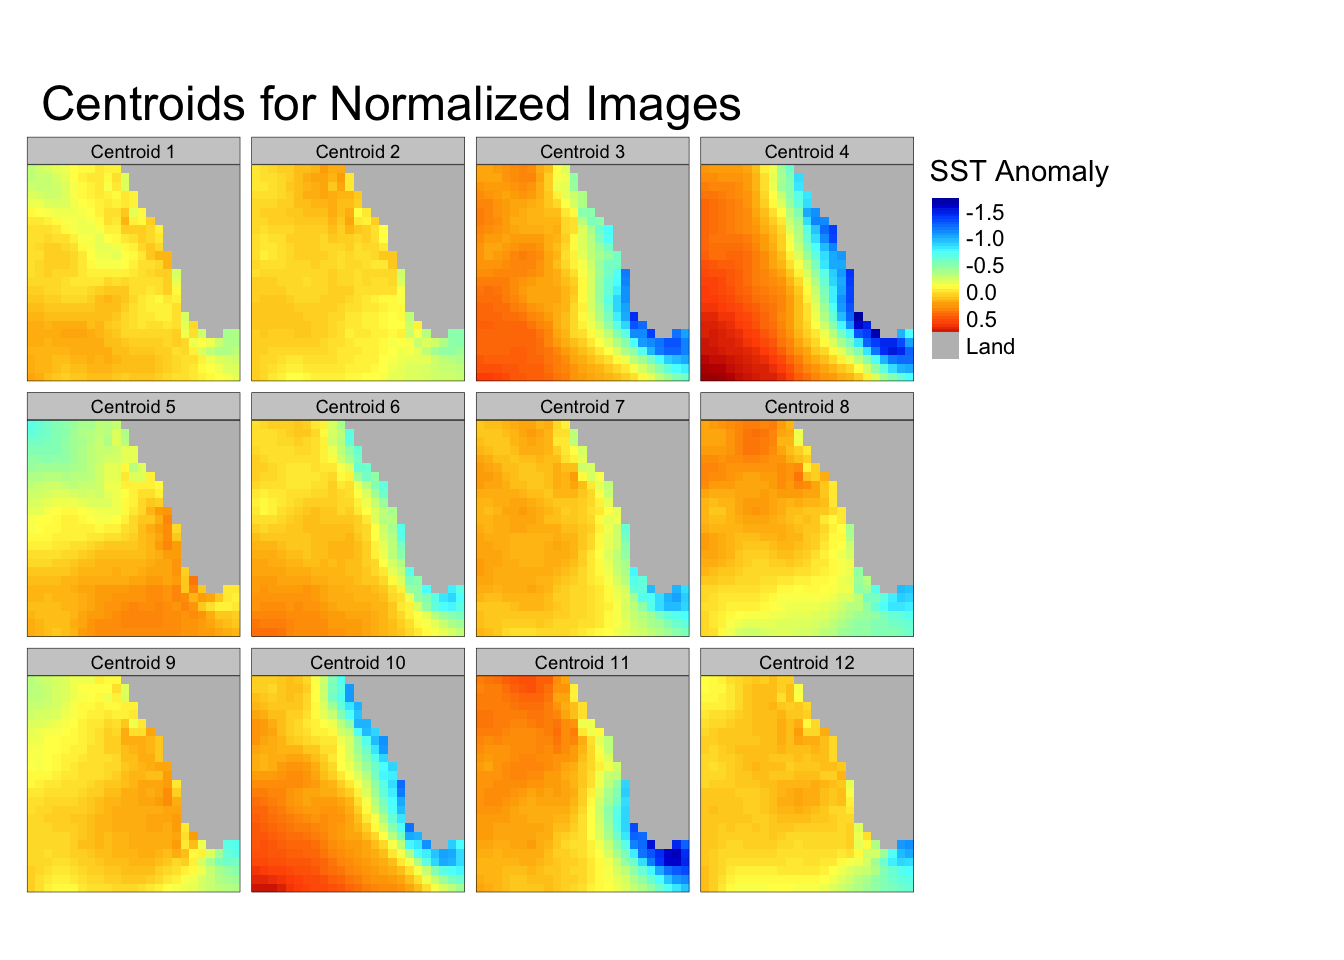 Centroids for Normalized Images
Centroid 1
Centroid 2
Centroid 3
Centroid 4
SST Anomaly
-1.5
-1.0
-0.5
0.0
0.5
Land
Centroid 5
Centroid 6
Centroid 7
Centroid 8
Centroid 9
Centroid 10
Centroid 11
Centroid 12